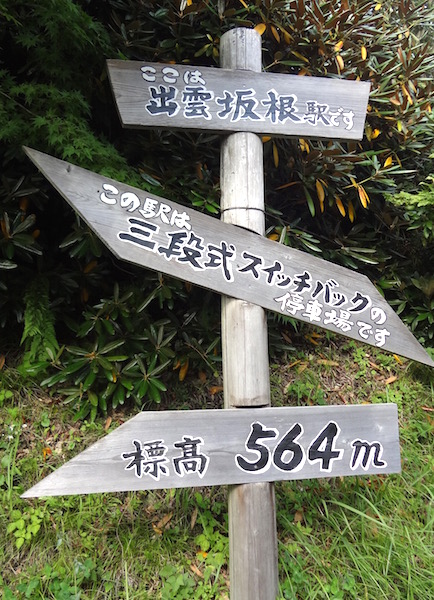 ここは
出雲坂根駅です
この駅は
三段式スイッチバックの
停車場です
標高 564m